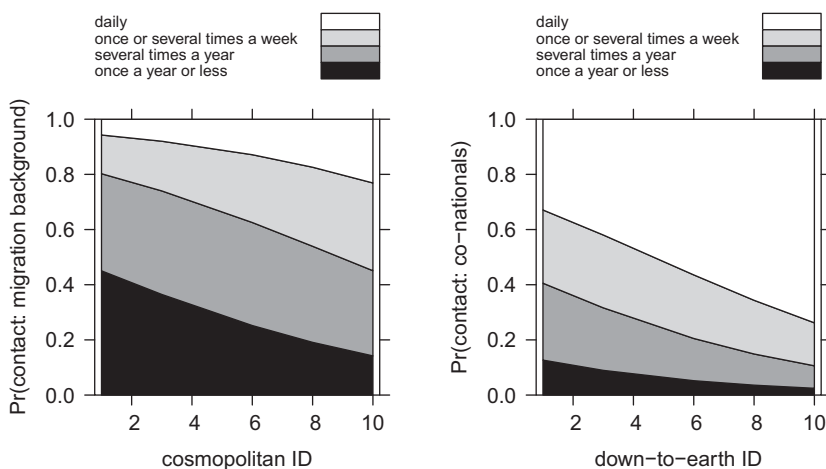 daily
once or several times a week
several times a year
once a year or less
Pr(contact: migration background)
1.0
0.8
0.6
0.4
0.2
0.0
2 4 6 8 10
cosmopolitan ID
daily
once or several times a week
several times a year
once a year or less
Pr(contact: co−nationals)
1.0
0.8
0.6
0.4
0.2
0.0
2 4 6 8 10
down−to−earth ID